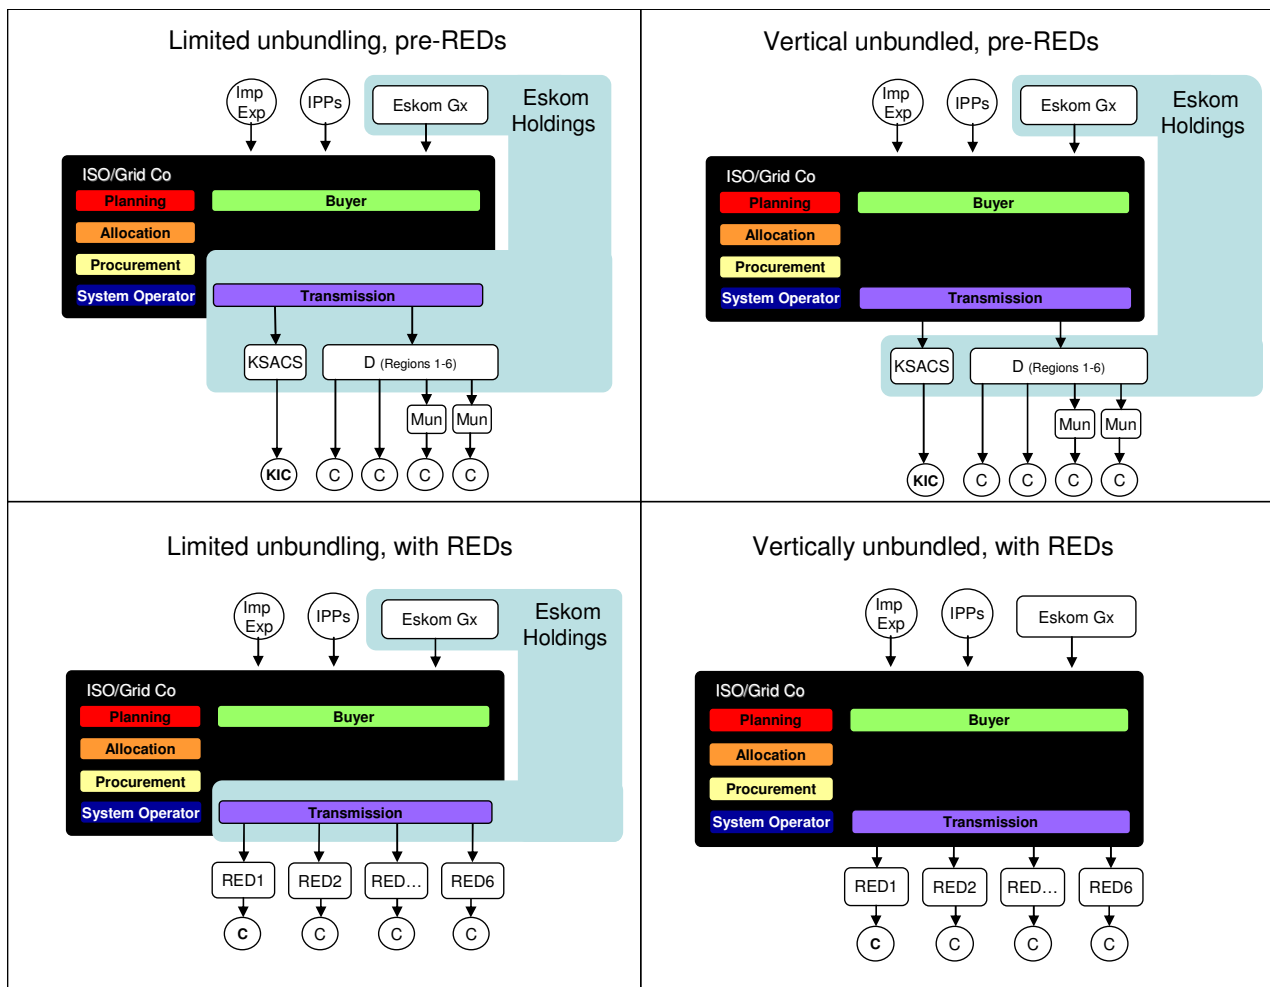 Limited unbundling, pre-REDs
Imp
Exp
IPPs
Eskom Gx
Eskom
Holdings
ISO/Grid Co
Planning
Buyer
Allocation
Procurement
System Operator
Transmission
KSACS
D (Regions 1-6)
Mun
Mun
KIC
C
C
C
C
Vertical unbundled, pre-REDs
Imp
Exp
IPPs
Eskom Gx
Eskom
Holdings
ISO/Grid Co
Planning
Buyer
Allocation
Procurement
System Operator
Transmission
KSACS
D (Regions 1-6)
Mun
Mun
KIC
C
C
C
C
Limited unbundling, with REDs
Imp
Exp
IPPs
Eskom Gx
Eskom
Holdings
ISO/Grid Co
Planning
Buyer
Allocation
Procurement
System Operator
Transmission
RED1
RED2
RED...
RED6
C
C
C
C
Vertically unbundled, with REDs
Imp
Exp
IPPs
Eskom Gx
ISO/Grid Co
Planning
Buyer
Allocation
Procurement
System Operator
Transmission
RED1
RED2
RED...
RED6
C
C
C
C